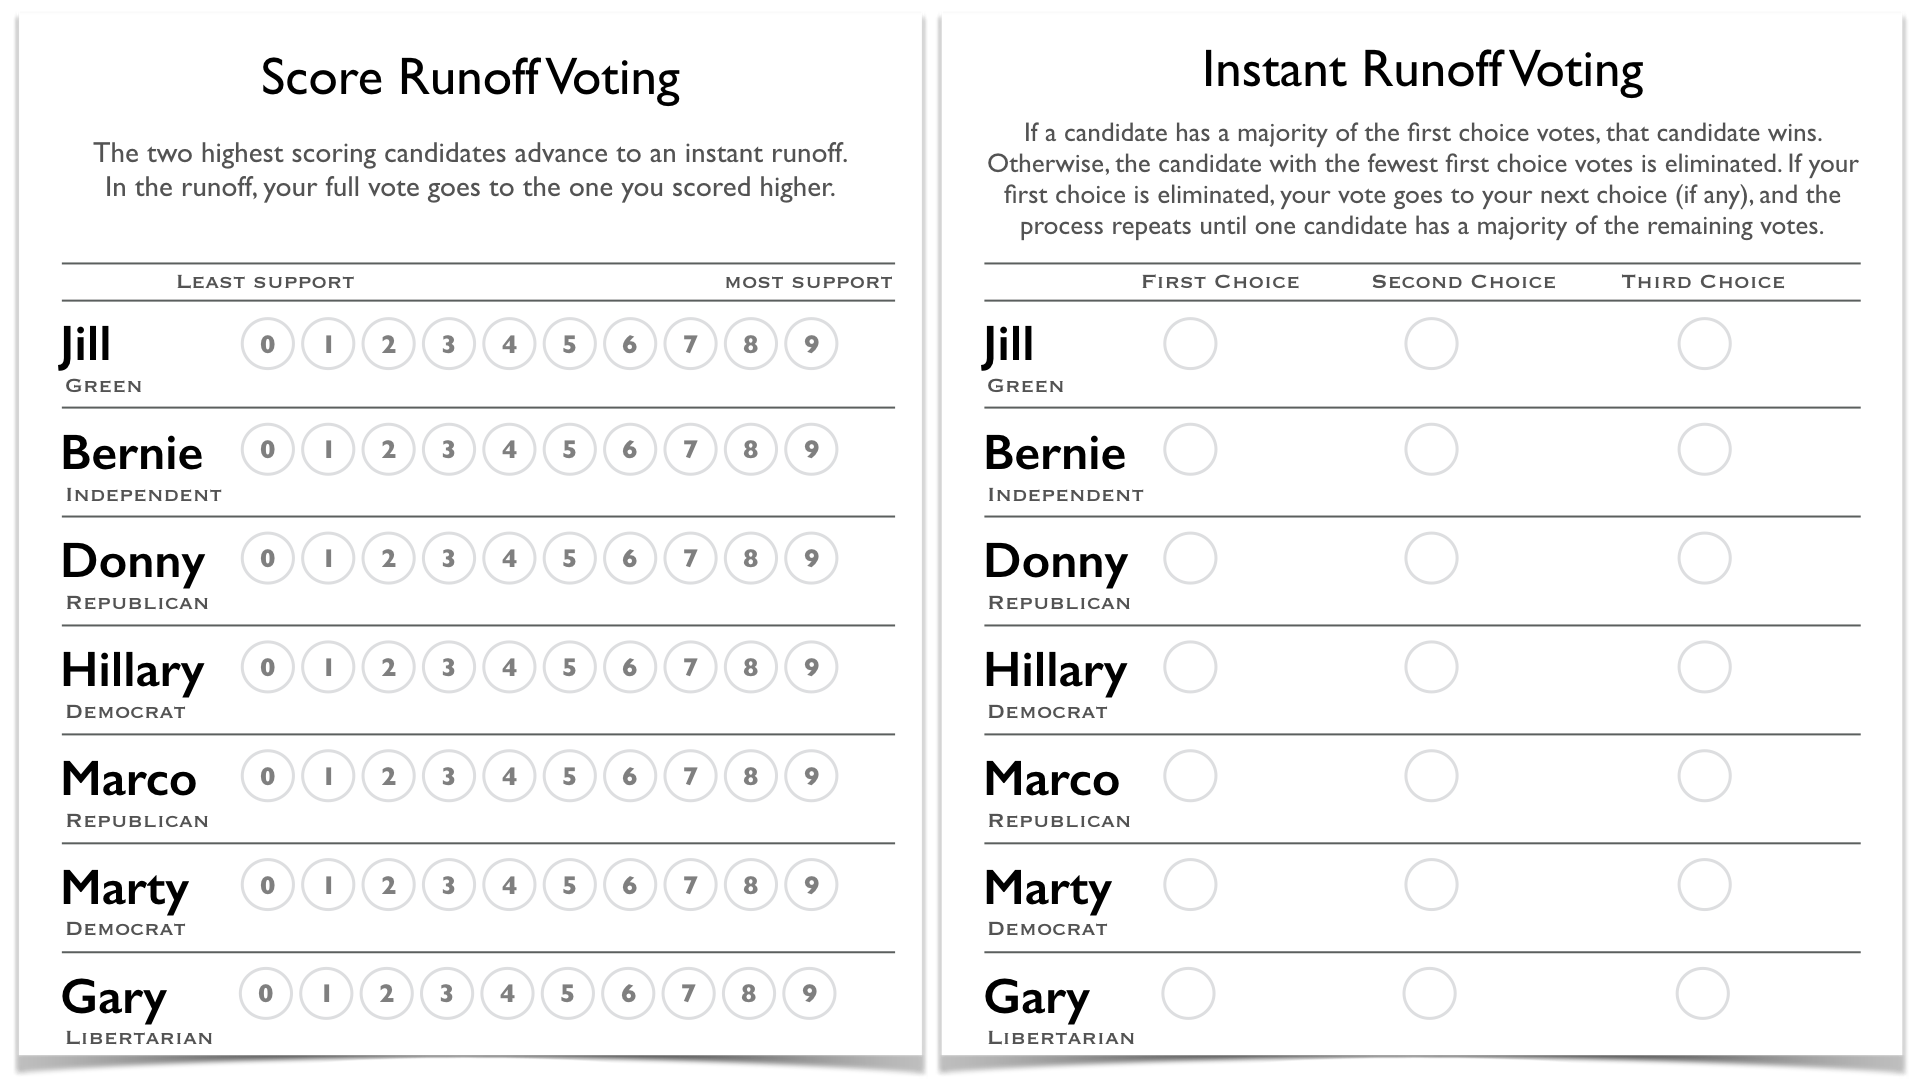 Score Runoff Voting
The two highest scoring candidates advance to an instant runoff.
In the runoff, your full vote goes to the one you scored higher.
Least support most support
Jill 0 1 2 3 4 5 6 7 8 9
Green
Bernie 0 1 2 3 4 5 6 7 8 9
Independent
Donny 0 1 2 3 4 5 6 7 8 9
Republican
Hillary 0 1 2 3 4 5 6 7 8 9
Democrat
Marco 0 1 2 3 4 5 6 7 8 9
Republican
Marty 0 1 2 3 4 5 6 7 8 9
Democrat
Gary 0 1 2 3 4 5 6 7 8 9
Libertarian
Instant Runoff Voting
If a candidate has a majority of the first choice votes, that candidate wins.
Otherwise, the candidate with the fewest first choice votes is eliminated. If your
first choice is eliminated, your vote goes to your next choice (if any), and the
process repeats until one candidate has a majority of the remaining votes.
First Choice Second Choice Third Choice
Jill
Green
Bernie
Independent
Donny
Republican
Hillary
Democrat
Marco
Republican
Marty
Democrat
Gary
Libertarian